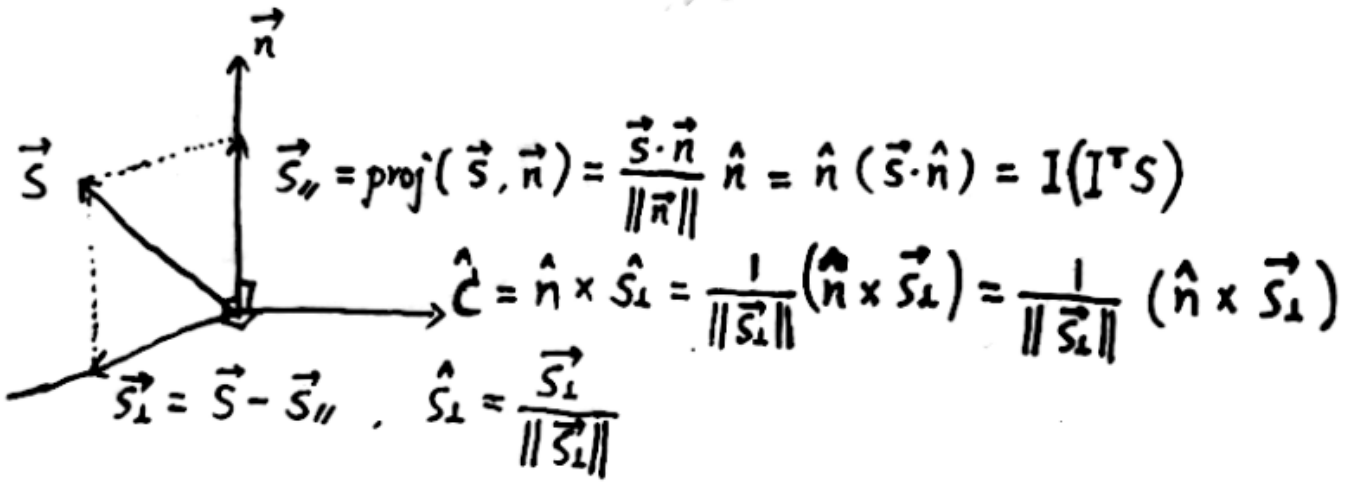 $\vec{n}$
$\vec{S}$
$\vec{S}_{//} = \text{proj}(\vec{S}, \vec{n}) = \frac{\vec{S} \cdot \vec{n}}{\|\vec{n}\|} \hat{n} = \hat{n} (\vec{S} \cdot \hat{n}) = I(I^T S)$
$\hat{C} = \hat{n} \times \hat{S}_{\perp} = \frac{1}{\|\vec{S}_{\perp}\|} (\hat{n} \times \vec{S}_{\perp}) = \frac{1}{\|\vec{S}_{\perp}\|} (\hat{n} \times \vec{S}_{\perp})$
$\vec{S}_{\perp} = \vec{S} - \vec{S}_{//} , \hat{S}_{\perp} = \frac{\vec{S}_{\perp}}{\|\vec{S}_{\perp}\|}$